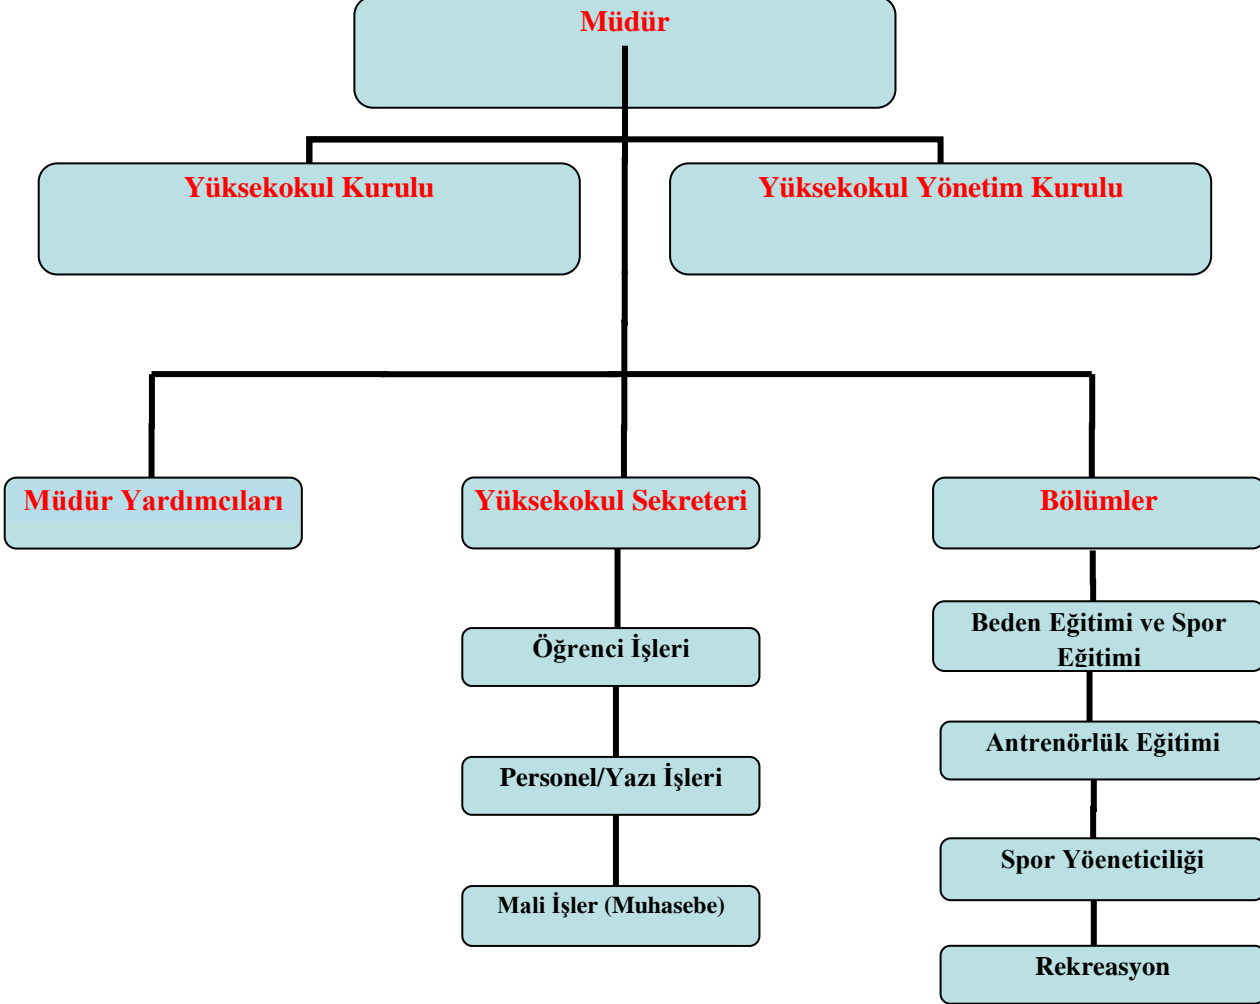 Müdür
Yüksekokul Kurulu
Yüksekokul Yönetim Kurulu
Müdür Yardımcıları
Yüksekokul Sekreteri
Bölümler
Öğrenci İşleri
Personel/Yazı İşleri
Mali İşler (Muhasebe)
Beden Eğitimi ve Spor
Eğitimi
Antrenörlük Eğitimi
Spor Yöeneticiliği
Rekreasyon